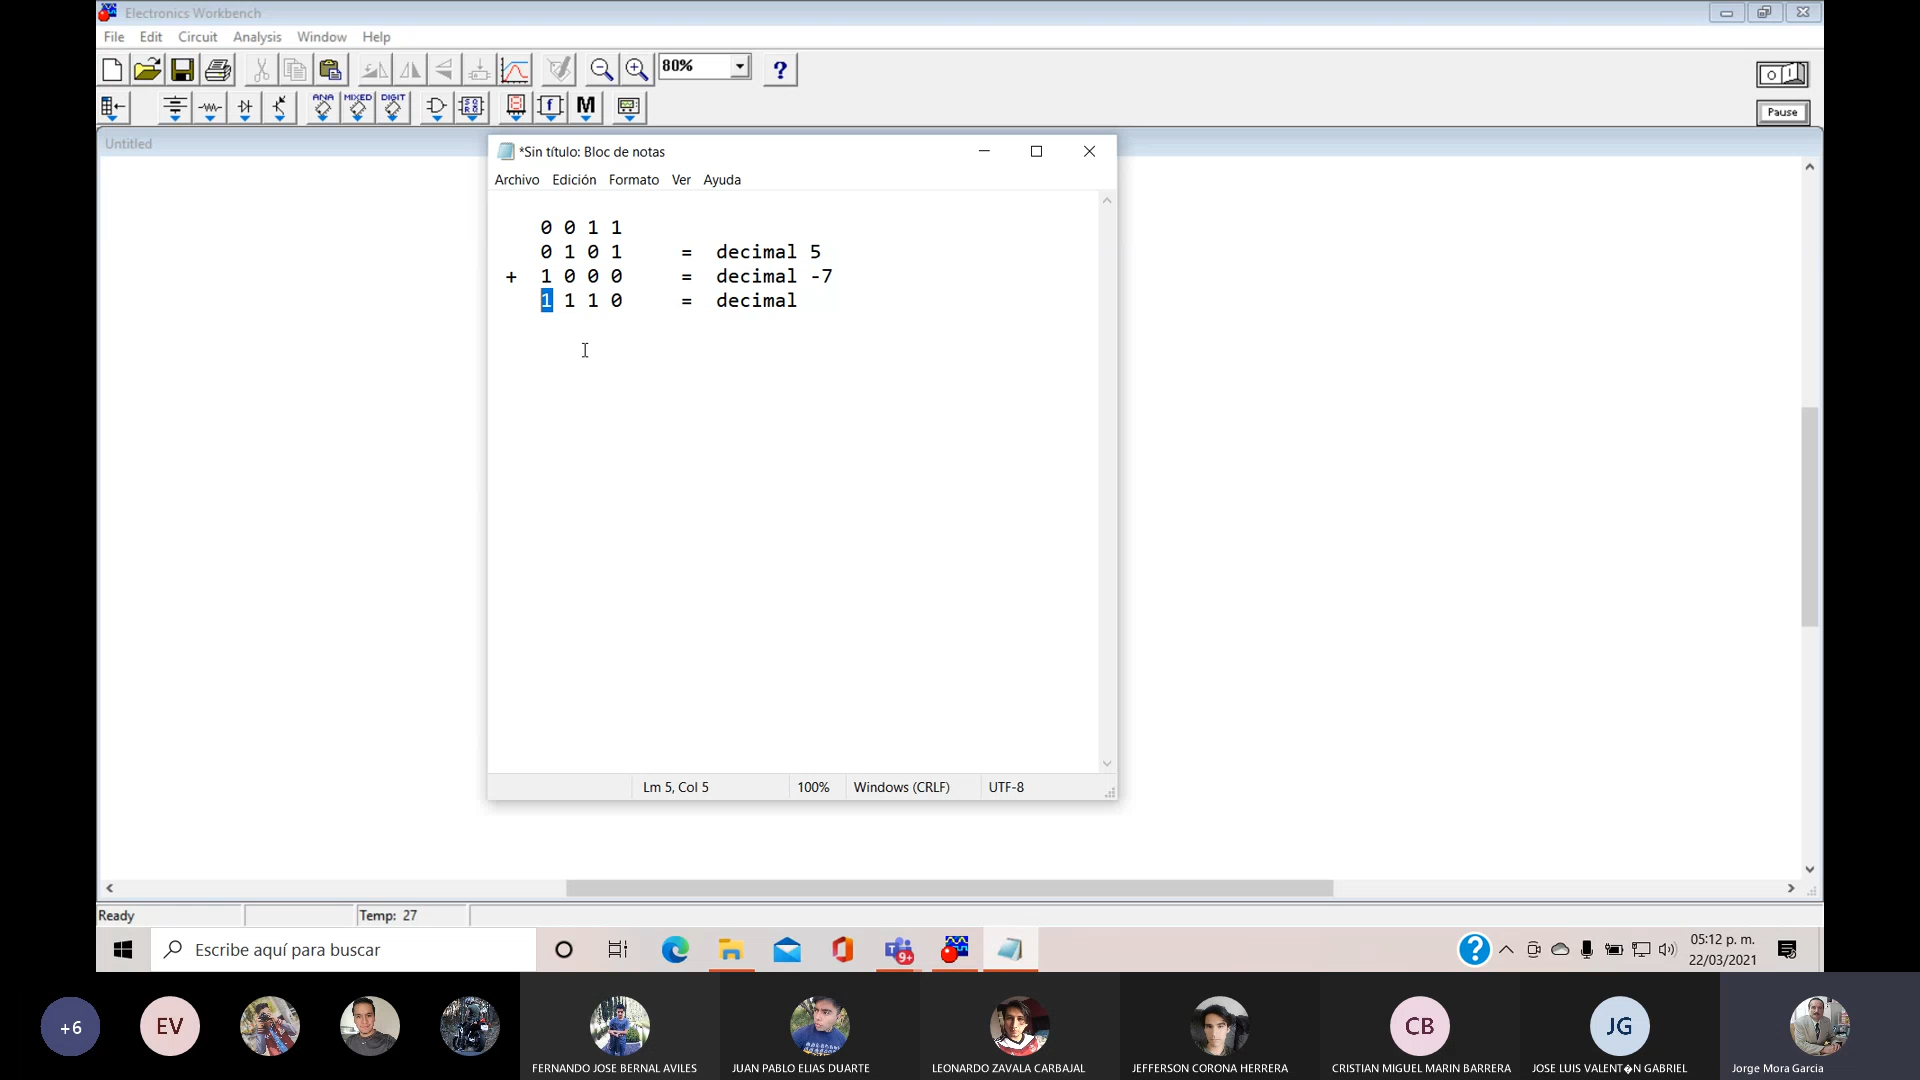 Electronics Workbench
File Edit Circuit Analysis Window Help
80%
?
ANA MIXED DIGIT
M
Pause
Untitled
*Sin título: Bloc de notas
Archivo Edición Formato Ver Ayuda
0 0 1 1
0 1 0 1 = decimal 5
+ 1 0 0 0 = decimal -7
1 1 1 0 = decimal
Lm 5, Col 5 100% Windows (CRLF) UTF-8
Ready Temp: 27
Escribe aquí para buscar
9+
05:12 p. m.
22/03/2021
+6 EV CB JG
FERNANDO JOSE BERNAL AVILES JUAN PABLO ELIAS DUARTE LEONARDO ZAVALA CARBAJAL JEFFERSON CORONA HERRERA CRISTIAN MIGUEL MARIN BARRERA JOSE LUIS VALENT�N GABRIEL Jorge Mora Garcia